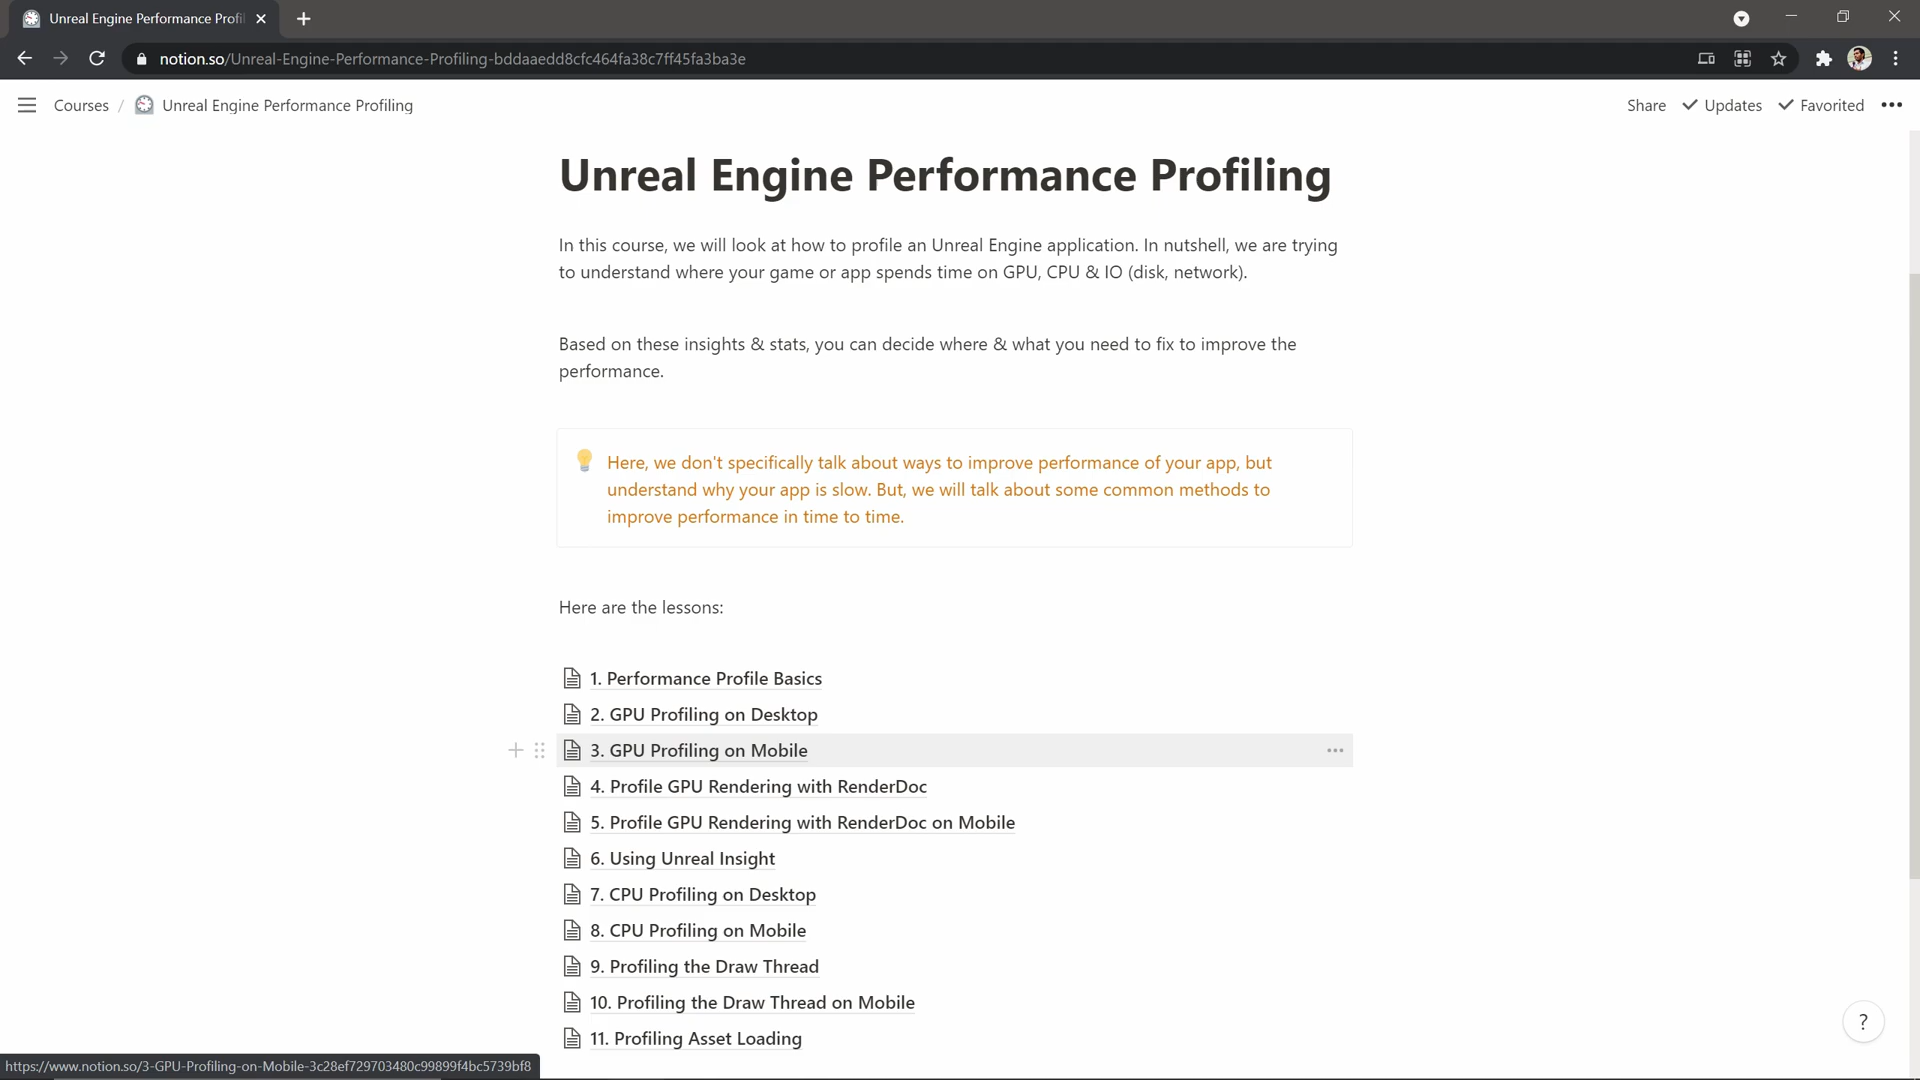 Unreal Engine Performance Profil
notion.so/Unreal-Engine-Performance-Profiling-bddaaedd8cfc464fa38c7ff45fa3ba3e
Courses / Unreal Engine Performance Profiling
Share Updates Favorited
Unreal Engine Performance Profiling
In this course, we will look at how to profile an Unreal Engine application. In nutshell, we are trying
to understand where your game or app spends time on GPU, CPU & IO (disk, network).
Based on these insights & stats, you can decide where & what you need to fix to improve the
performance.
Here, we don't specifically talk about ways to improve performance of your app, but
understand why your app is slow. But, we will talk about some common methods to
improve performance in time to time.
Here are the lessons:
1. Performance Profile Basics
2. GPU Profiling on Desktop
3. GPU Profiling on Mobile
4. Profile GPU Rendering with RenderDoc
5. Profile GPU Rendering with RenderDoc on Mobile
6. Using Unreal Insight
7. CPU Profiling on Desktop
8. CPU Profiling on Mobile
9. Profiling the Draw Thread
10. Profiling the Draw Thread on Mobile
11. Profiling Asset Loading
?
https://www.notion.so/3-GPU-Profiling-on-Mobile-3c28ef729703480c99899f4bc5739bf8